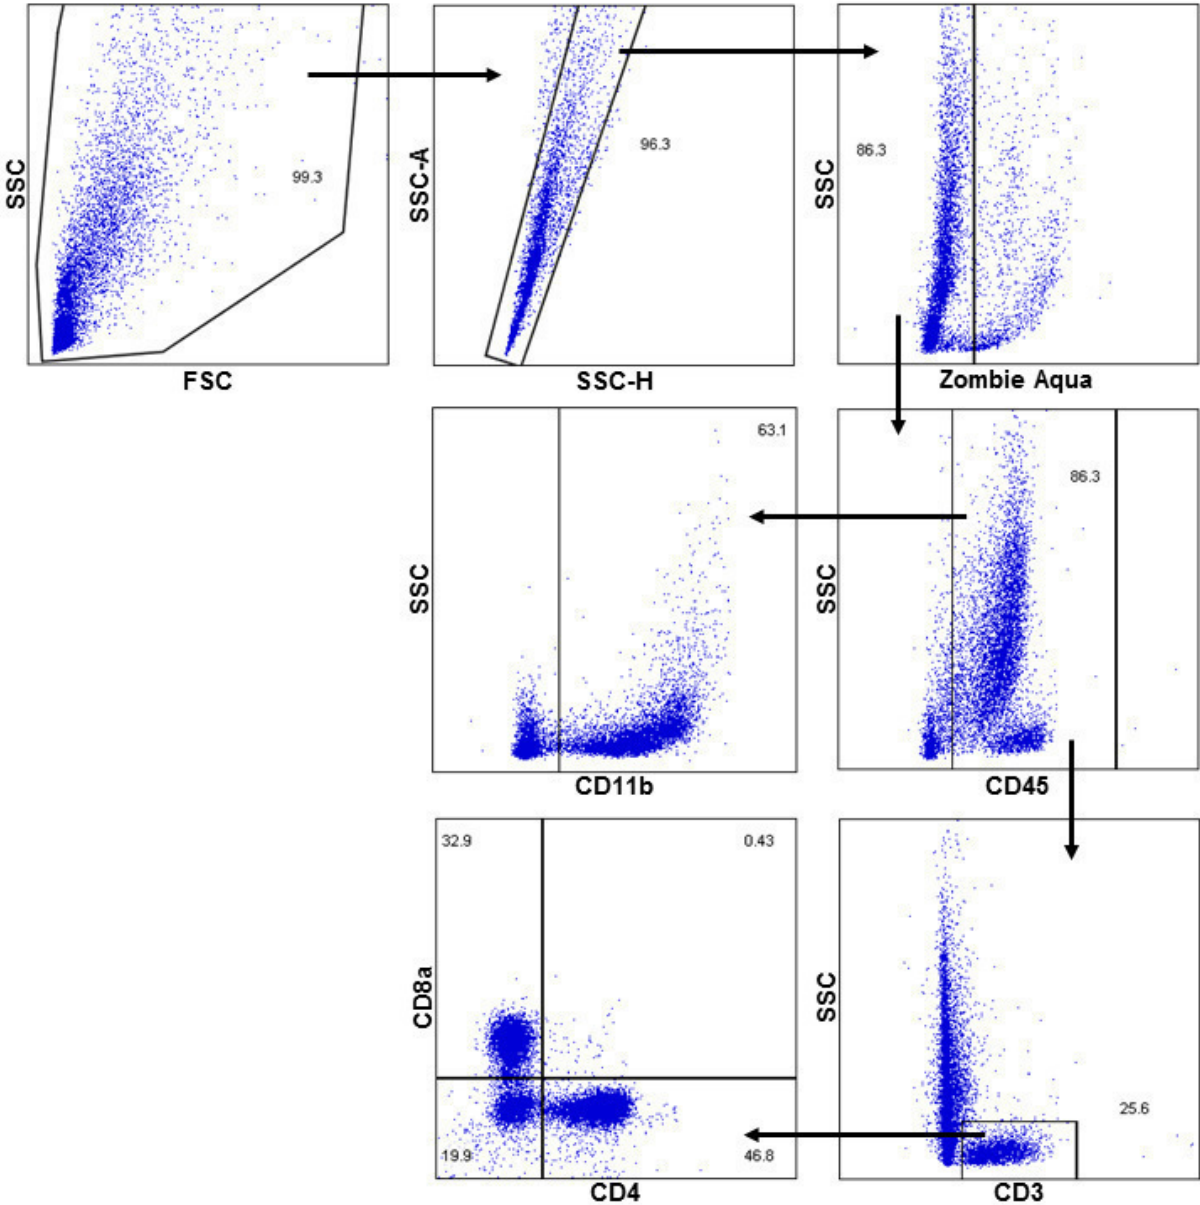 SSC
99.3
FSC
SSC-A
96.3
SSC-H
SSC
86.3
Zombie Aqua
SSC
63.1
CD11b
SSC
86.3
CD45
CD8a
32.9
0.43
19.9
46.8
CD4
SSC
25.6
CD3